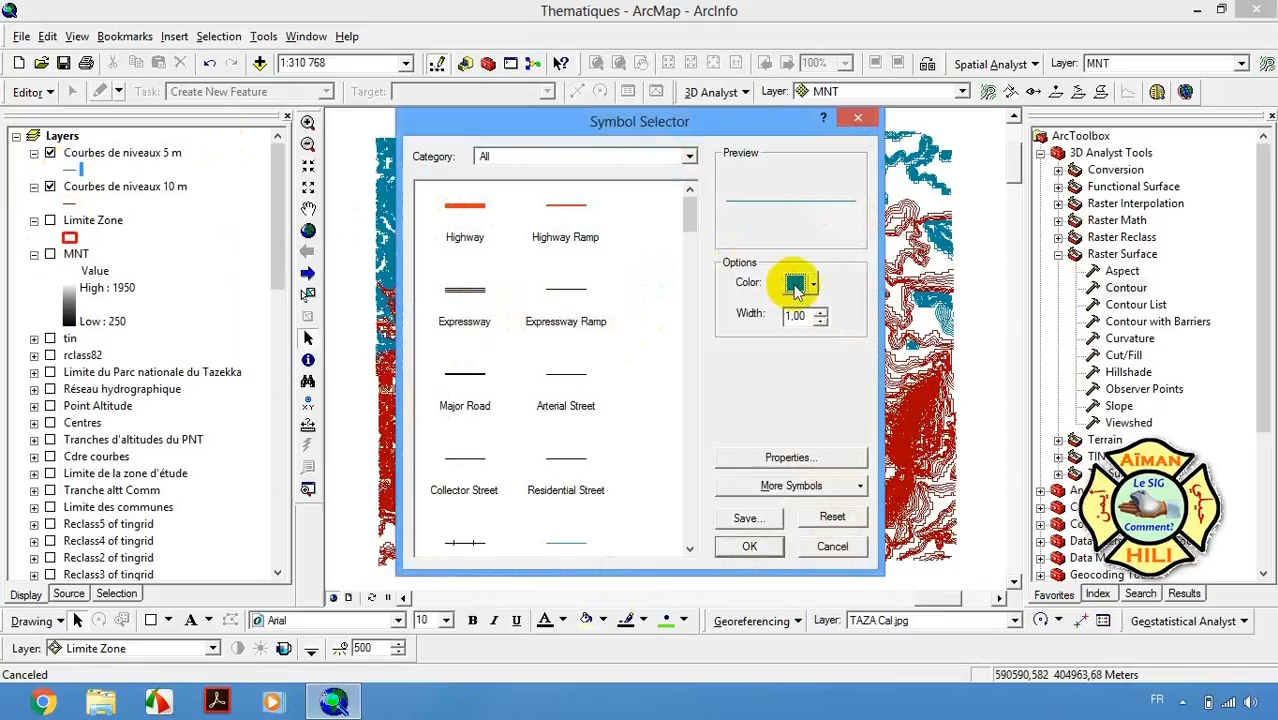 Thematiques - ArcMap - ArcInfo
File Edit View Bookmarks Insert Selection Tools Window Help
1:310 768
100%
Spatial Analyst
Layer: MNT
Editor
Task: Create New Feature
Target:
3D Analyst
Layer: MNT
Layers
Courbes de niveaux 5 m
Courbes de niveaux 10 m
Limite Zone
MNT
Value
High : 1950
Low : 250
tin
rclass82
Limite du Parc nationale du Tazekka
Réseau hydrographique
Point Altitude
Centres
Tranches d'altitudes du PNT
Cdre courbes
Limite de la zone d'étude
Tranche altt Comm
Limite des communes
Reclass5 of tingrid
Reclass4 of tingrid
Reclass2 of tingrid
Reclass3 of tingrid
Display Source Selection
Symbol Selector
?
Category: All
Highway
Highway Ramp
Expressway
Expressway Ramp
Major Road
Arterial Street
Collector Street
Residential Street
Preview
Options
Color:
Width: 1.00
Properties...
More Symbols
Save... Reset
OK Cancel
ArcToolbox
3D Analyst Tools
Conversion
Functional Surface
Raster Interpolation
Raster Math
Raster Reclass
Raster Surface
Aspect
Contour
Contour List
Contour with Barriers
Curvature
Cut/Fill
Hillshade
Observer Points
Slope
Viewshed
Terrain
Geocoding
Favorites Index Search Results
AÏMAN
Le SIG
Comment?
HILI
Drawing
Arial
10
B I U
A
Georeferencing
Layer: TAZA Cal.jpg
Geostatistical Analyst
Layer: Limite Zone
500
Canceled
590590,582 404963,68 Meters
FR